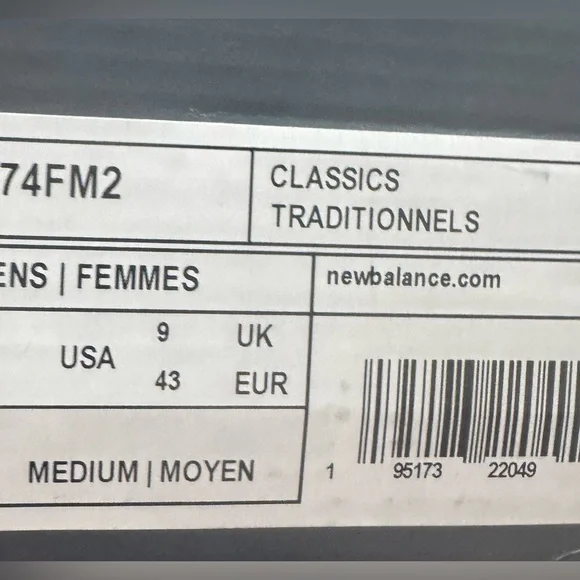 74FM2
CLASSICS
TRADITIONNELS
ENS | FEMMES
newbalance.com
USA
9 UK
43 EUR
MEDIUM | MOYEN
1 95173 22049